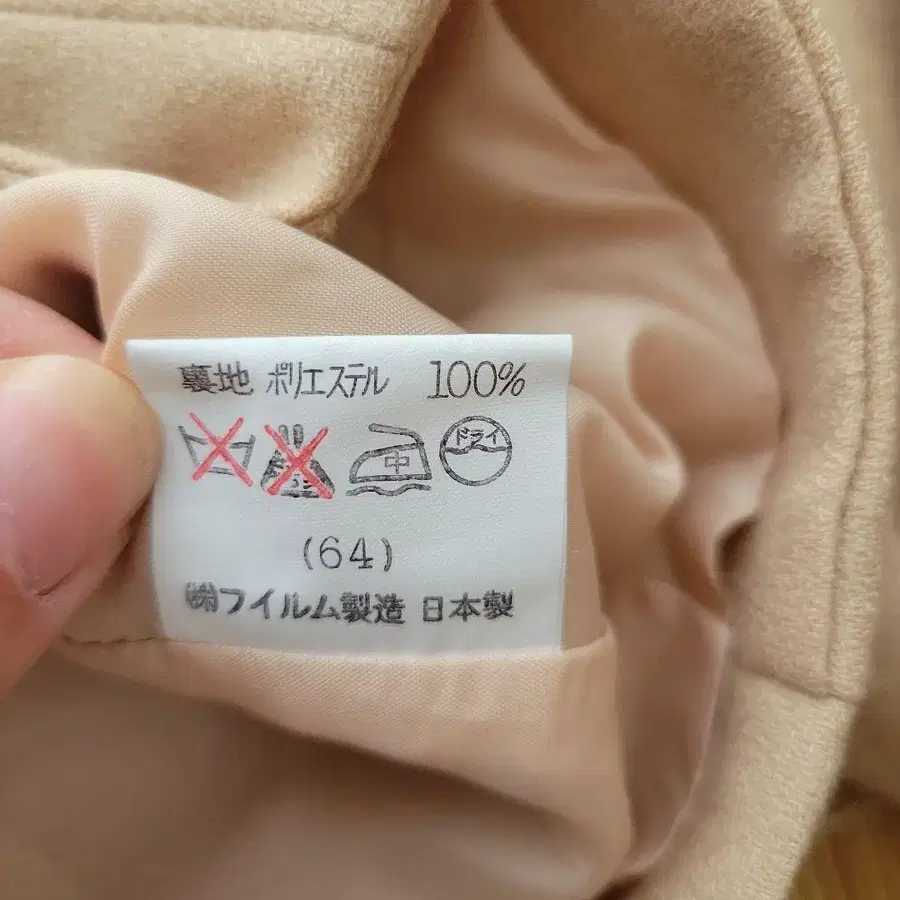 裏地 ポリエステル 100%
中 ドライ
(64)
㈱フイルム製造 日本製